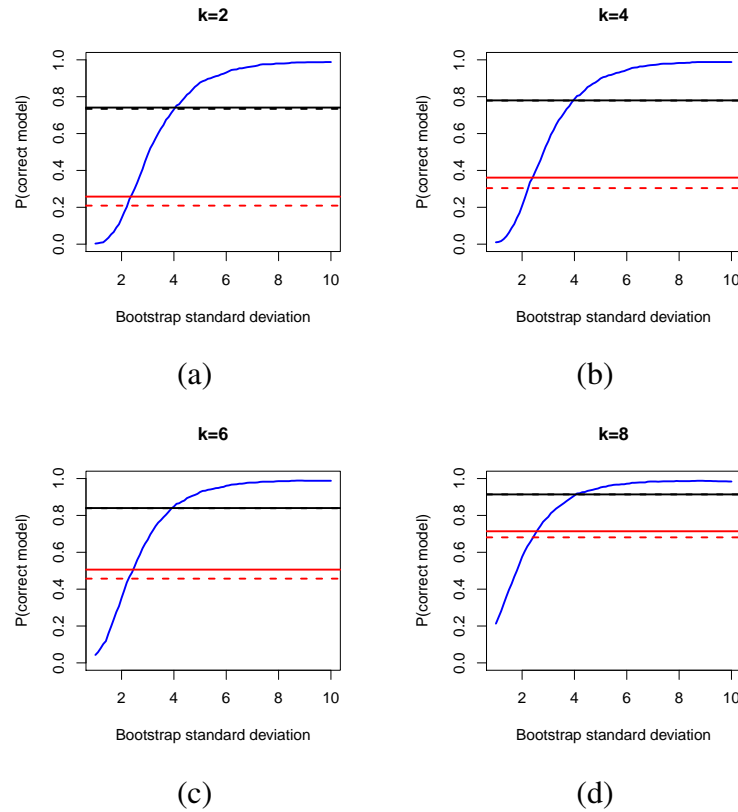 k=2
P(correct model)
0.0 0.2 0.4 0.6 0.8 1.0
2 4 6 8 10
Bootstrap standard deviation
(a)
k=4
P(correct model)
0.0 0.2 0.4 0.6 0.8 1.0
2 4 6 8 10
Bootstrap standard deviation
(b)
k=6
P(correct model)
0.0 0.2 0.4 0.6 0.8 1.0
2 4 6 8 10
Bootstrap standard deviation
(c)
k=8
P(correct model)
0.0 0.2 0.4 0.6 0.8 1.0
2 4 6 8 10
Bootstrap standard deviation
(d)